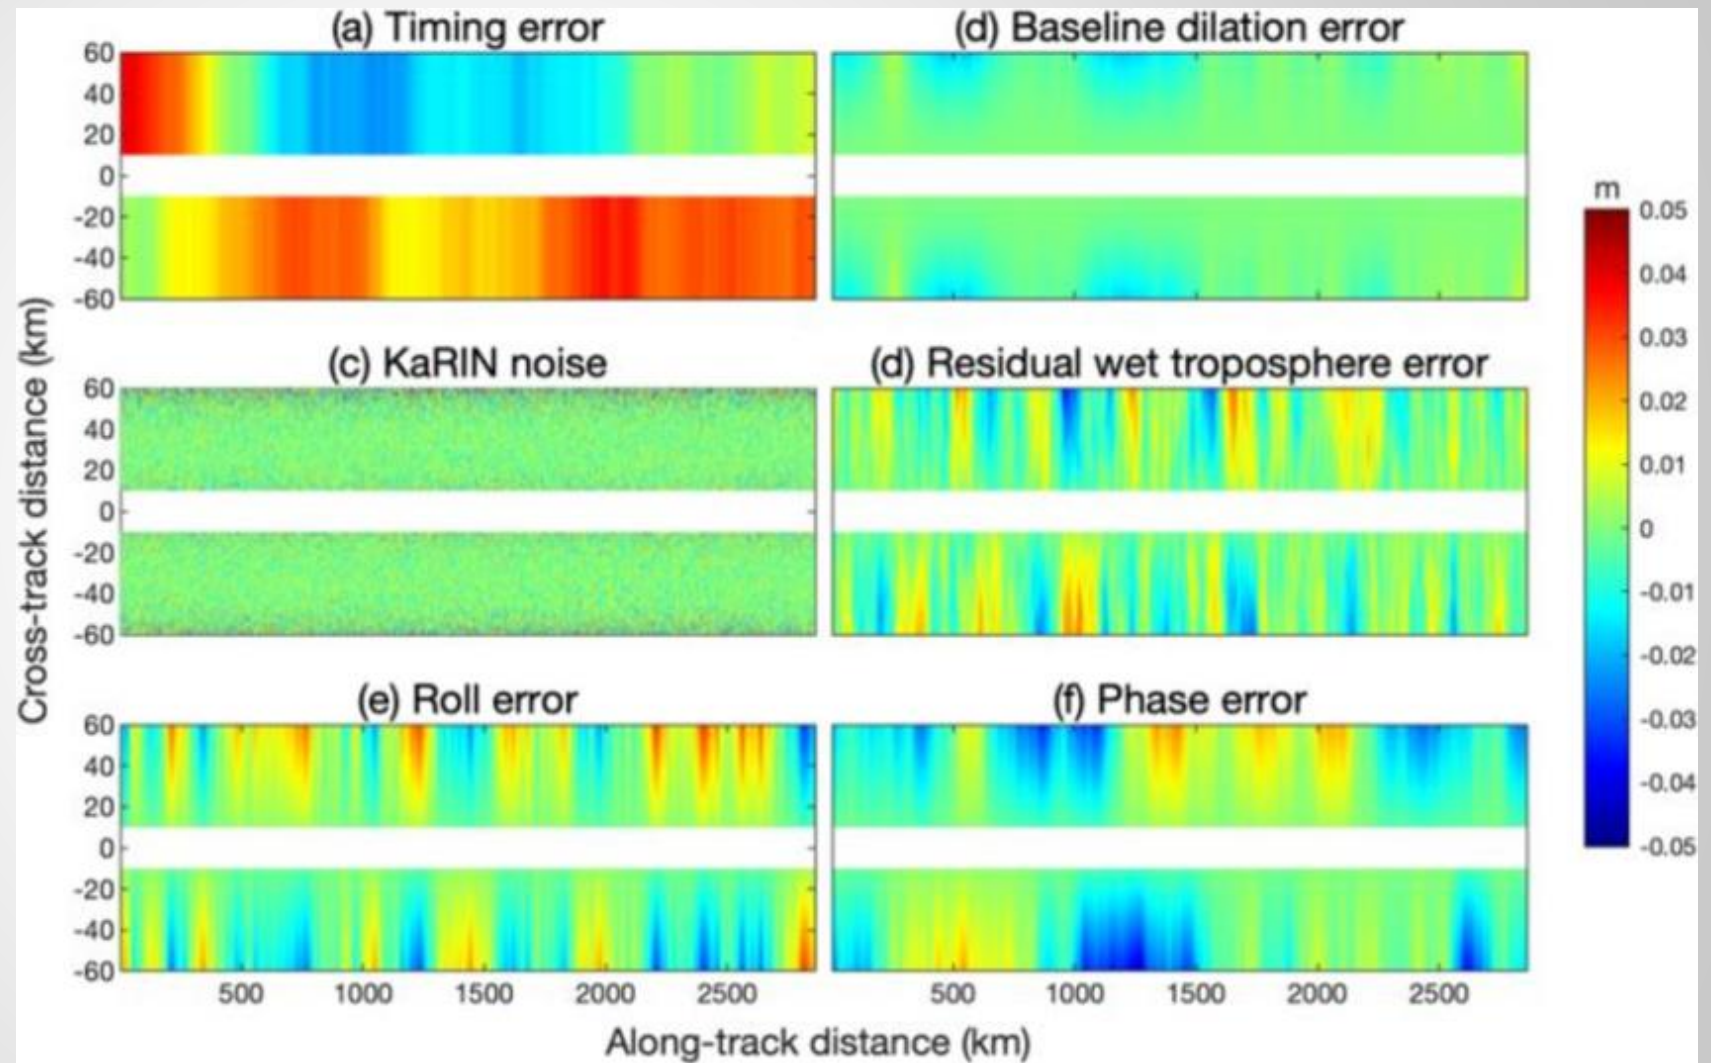 (a) Timing error
(d) Baseline dilation error
60
40
20
0
-20
-40
-60
(c) KaRIN noise
(d) Residual wet troposphere error
60
40
20
0
-20
-40
-60
(e) Roll error
(f) Phase error
60
40
20
0
-20
-40
-60
500 1000 1500 2000 2500
500 1000 1500 2000 2500
Cross-track distance (km)
Along-track distance (km)
m
0.05
0.04
0.03
0.02
0.01
0
-0.01
-0.02
-0.03
-0.04
-0.05